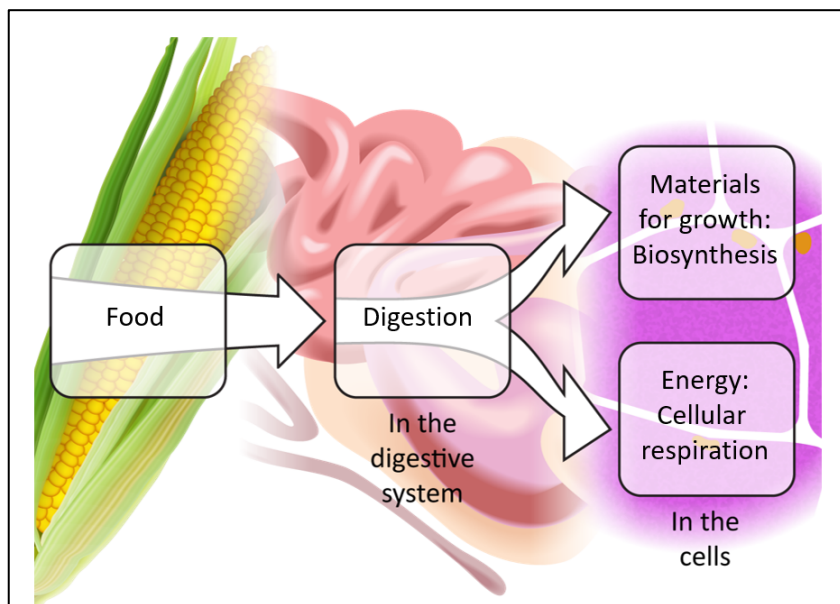 Food
Digestion
In the
digestive
system
Materials
for growth:
Biosynthesis
Energy:
Cellular
respiration
In the
cells